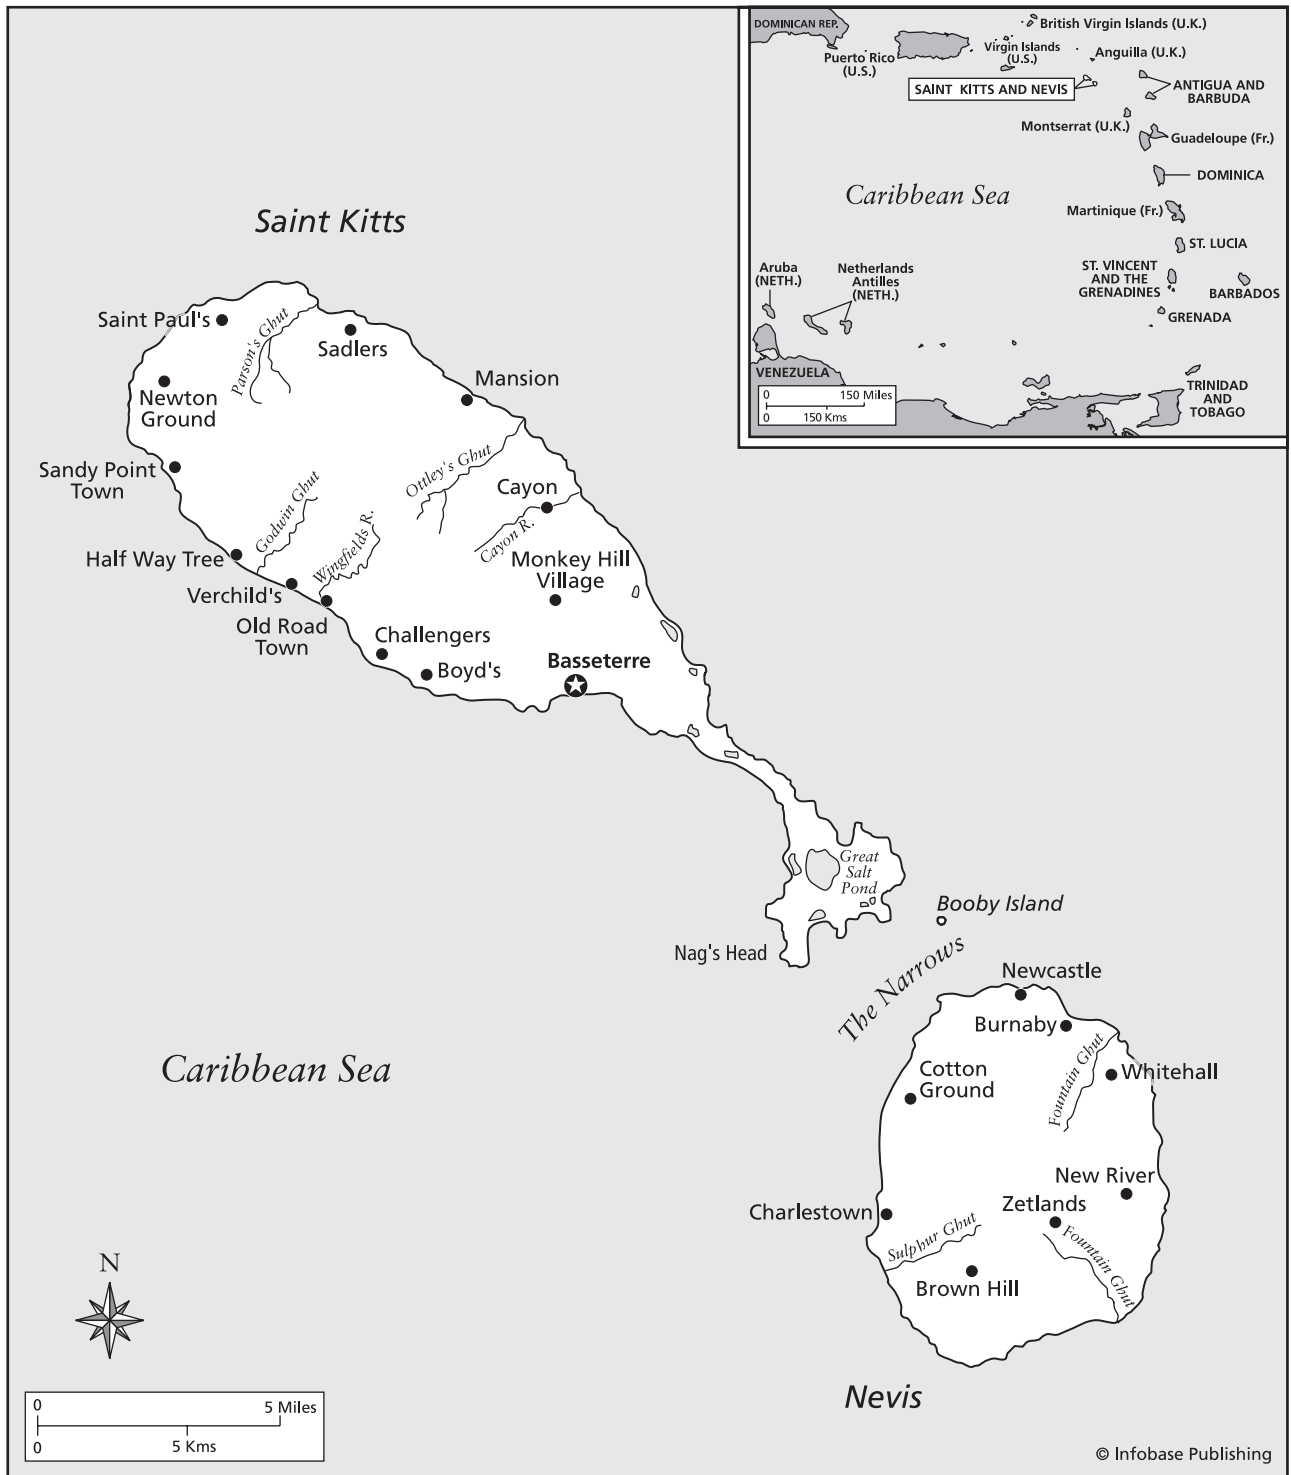 DOMINICAN REP.
British Virgin Islands (U.K.)
Puerto Rico
(U.S.)
Virgin Islands
(U.S.)
Anguilla (U.K.)
SAINT KITTS AND NEVIS
ANTIGUA AND
BARBUDA
Montserrat (U.K.)
Guadeloupe (Fr.)
DOMINICA
Caribbean Sea
Martinique (Fr.)
ST. LUCIA
Aruba
(NETH.)
Netherlands
Antilles
(NETH.)
ST. VINCENT
AND THE
GRENADINES
BARBADOS
GRENADA
VENEZUELA
TRINIDAD
AND
TOBAGO
0
150 Miles
0
150 Kms
Saint Kitts
Saint Paul's
Parson's Ghut
Sadlers
Newton
Ground
Mansion
Sandy Point
Town
Ottley's Ghut
Godwin Ghut
Cayon
Cayon R.
Wingfields R.
Half Way Tree
Monkey Hill
Village
Verchild's
Old Road
Town
Challengers
Boyd's
Basseterre
Great
Salt
Pond
Booby Island
Nag's Head
The Narrows
Newcastle
Burnaby
Caribbean Sea
Cotton
Ground
Fountain Ghut
Whitehall
New River
Zetlands
Charlestown
Sulphur Ghut
Fountain Ghut
Brown Hill
N
Nevis
0
5 Miles
0
5 Kms
© Infobase Publishing